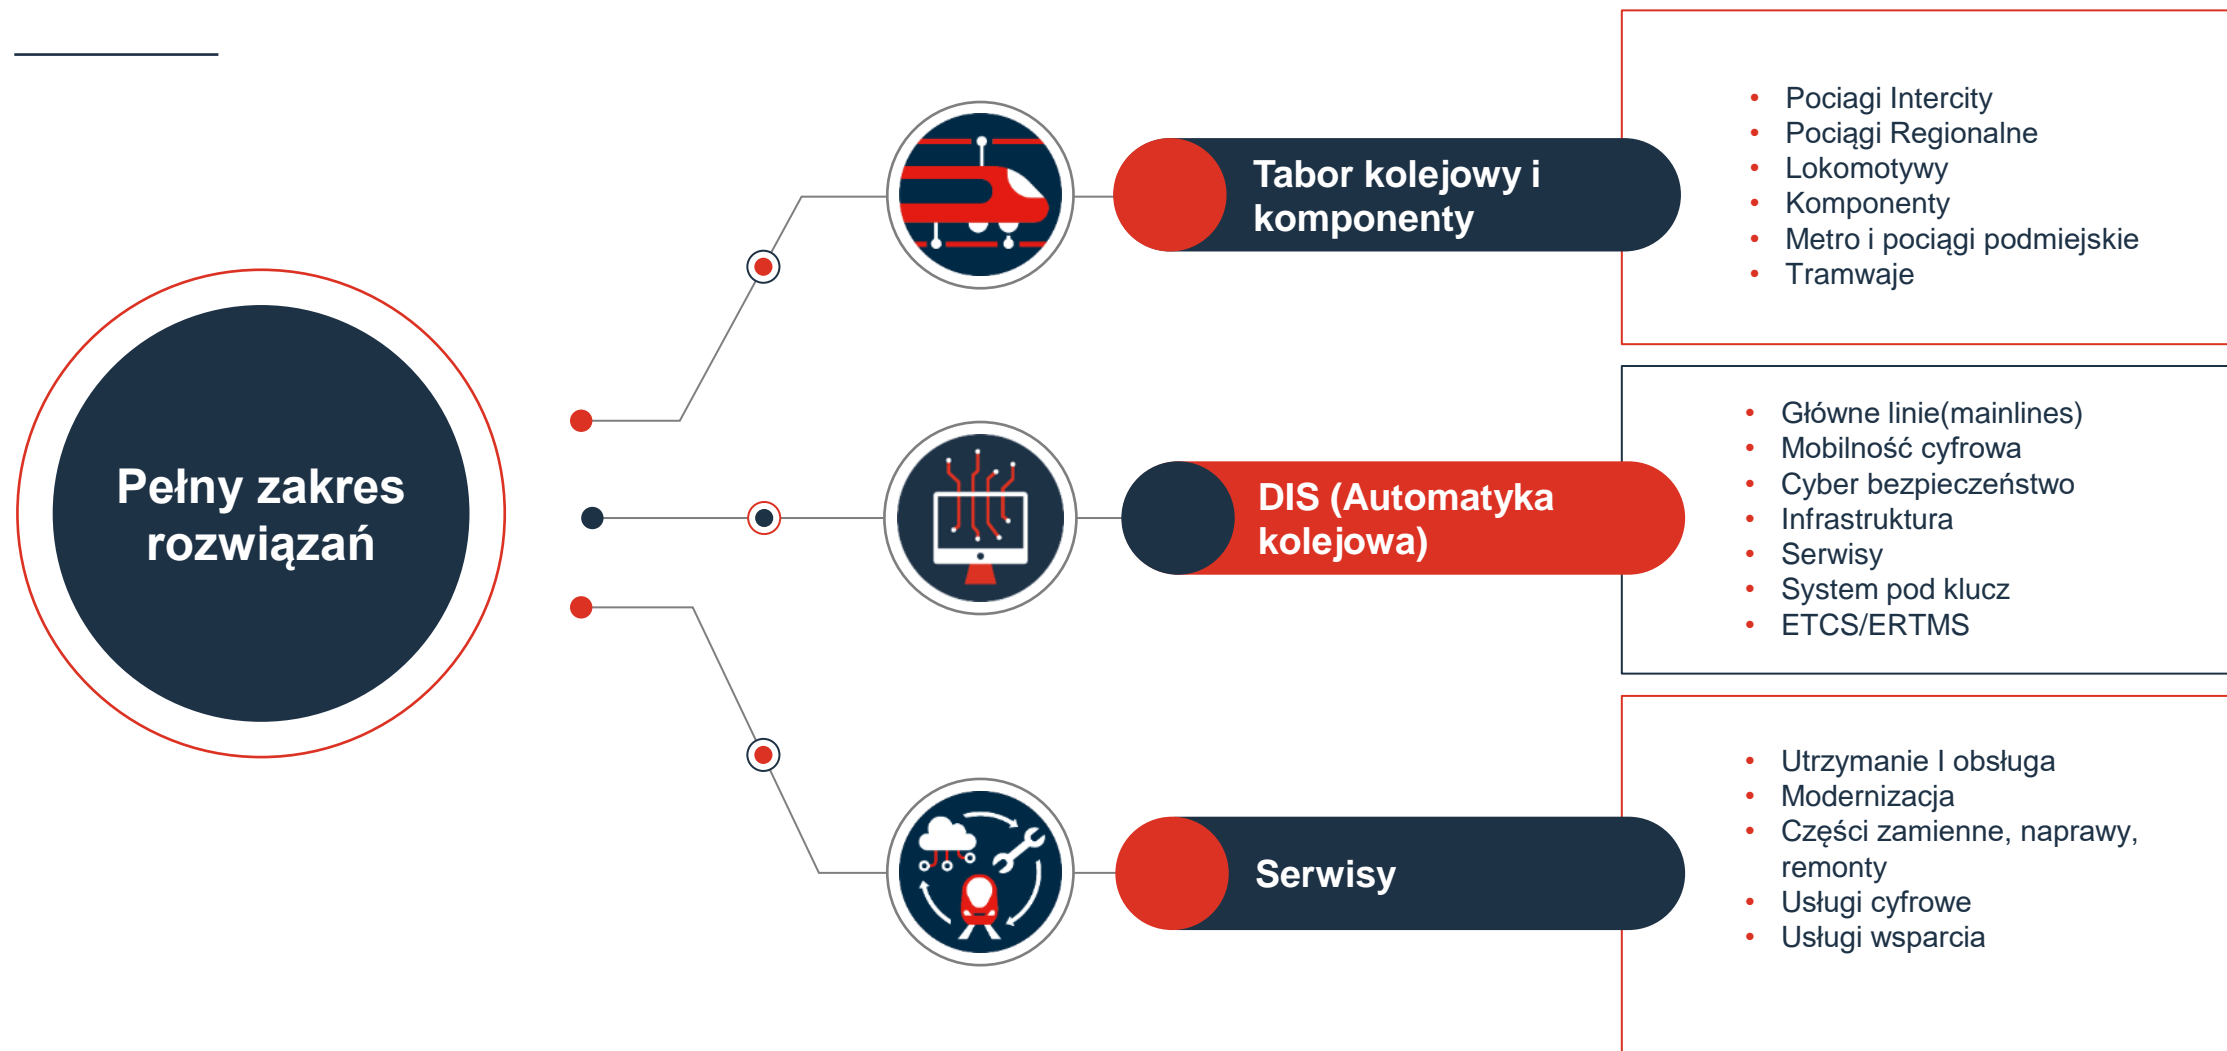 Pełny zakres
rozwiązań
Tabor kolejowy i
komponenty
• Pociagi Intercity
• Pociągi Regionalne
• Lokomotywy
• Komponenty
• Metro i pociągi podmiejskie
• Tramwaje
DIS (Automatyka
kolejowa)
• Główne linie(mainlines)
• Mobilność cyfrowa
• Cyber bezpieczeństwo
• Infrastruktura
• Serwisy
• System pod klucz
• ETCS/ERTMS
Serwisy
• Utrzymanie I obsługa
• Modernizacja
• Części zamienne, naprawy,
remonty
• Usługi cyfrowe
• Usługi wsparcia